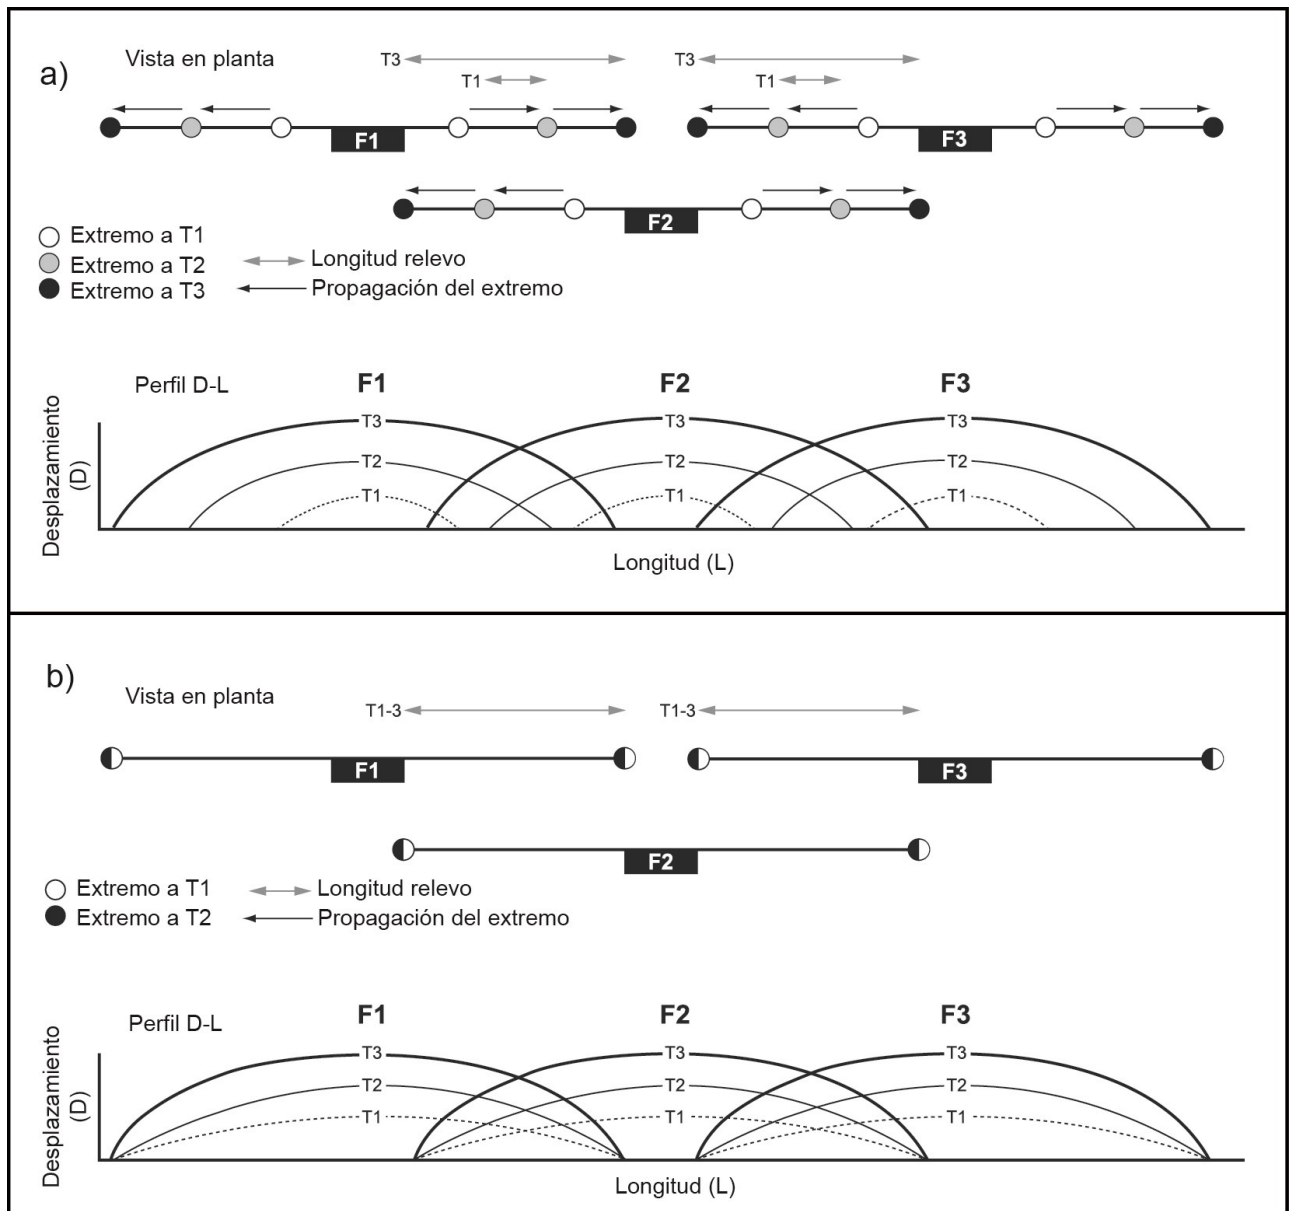 a)
Vista en planta
T3
T3
T1
T1
F1
F3
F2
Extremo a T1
Extremo a T2
Longitud relevo
Extremo a T3
Propagación del extremo
Perfil D-L
F1
F2
F3
Desplazamiento
(D)
T3
T3
T3
T2
T2
T2
T1
T1
T1
Longitud (L)
b)
Vista en planta
T1-3
T1-3
F1
F3
F2
Extremo a T1
Longitud relevo
Extremo a T2
Propagación del extremo
Perfil D-L
F1
F2
F3
Desplazamiento
(D)
T3
T3
T3
T2
T2
T2
T1
T1
T1
Longitud (L)